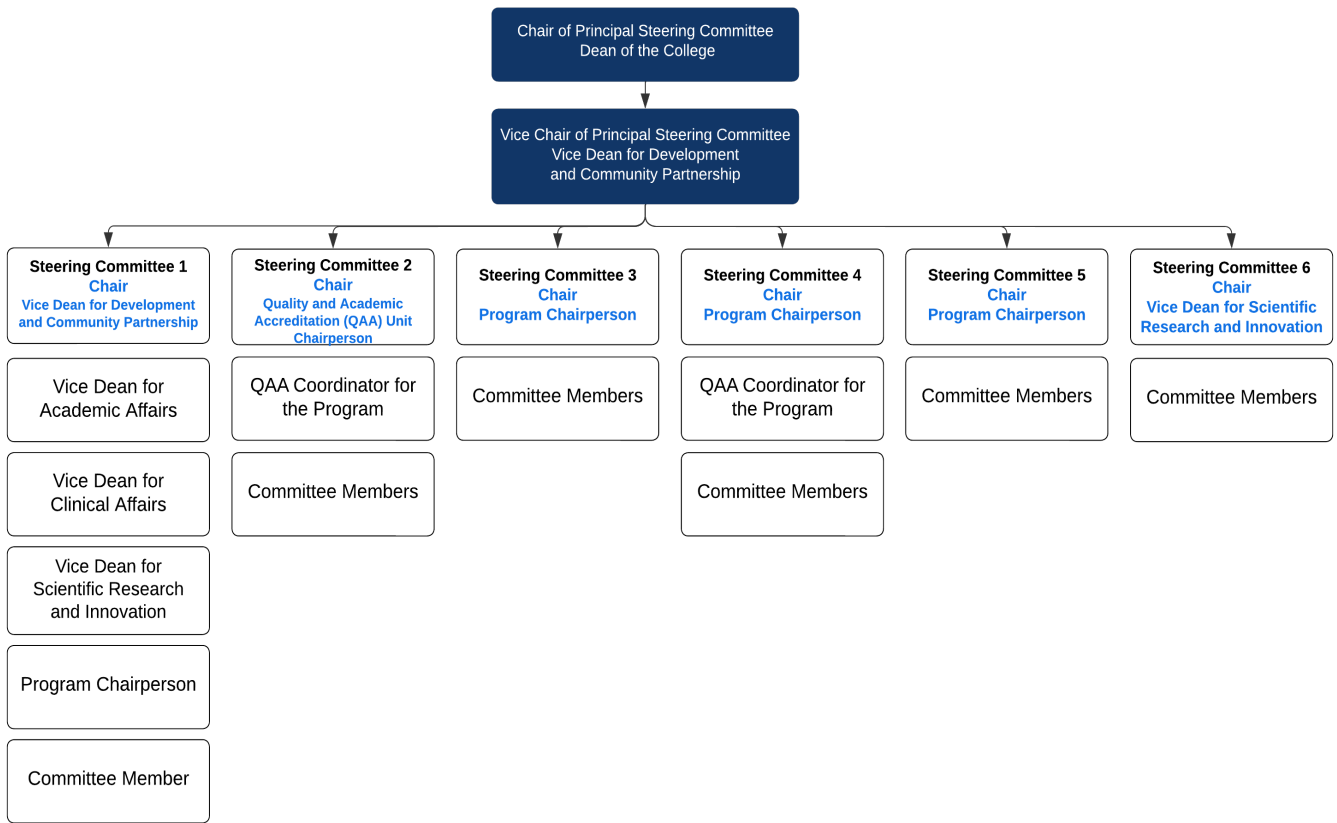 Chair of Principal Steering Committee
Dean of the College
Vice Chair of Principal Steering Committee
Vice Dean for Development
and Community Partnership
Steering Committee 1
Chair
Vice Dean for Development
and Community Partnership
Vice Dean for
Academic Affairs
Vice Dean for
Clinical Affairs
Vice Dean for
Scientific Research
and Innovation
Program Chairperson
Committee Member
Steering Committee 2
Chair
Quality and Academic
Accreditation (QAA) Unit
Chairperson
QAA Coordinator for
the Program
Committee Members
Steering Committee 3
Chair
Program Chairperson
Committee Members
Steering Committee 4
Chair
Program Chairperson
QAA Coordinator for
the Program
Committee Members
Steering Committee 5
Chair
Program Chairperson
Committee Members
Steering Committee 6
Chair
Vice Dean for Scientific
Research and Innovation
Committee Members